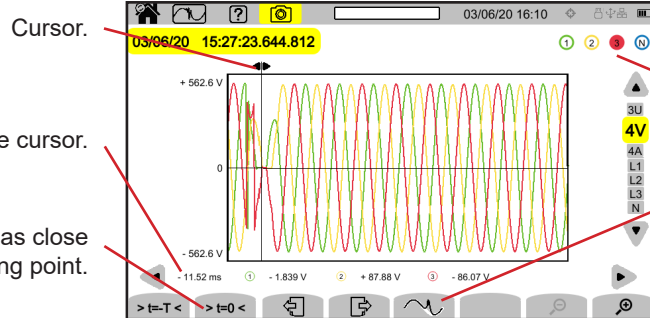 Cursor.
03/06/20 16:10
03/06/20 15:27:23.644.812
1 2 3 N
+ 562.6 V
3U
4V
4A
e cursor.
0
L1
L2
L3
N
as close
ng point.
- 562.6 V
- 11.52 ms 1 - 1.839 V 2 + 87.88 V 3 - 86.07 V
> t=-T < > t=0 <